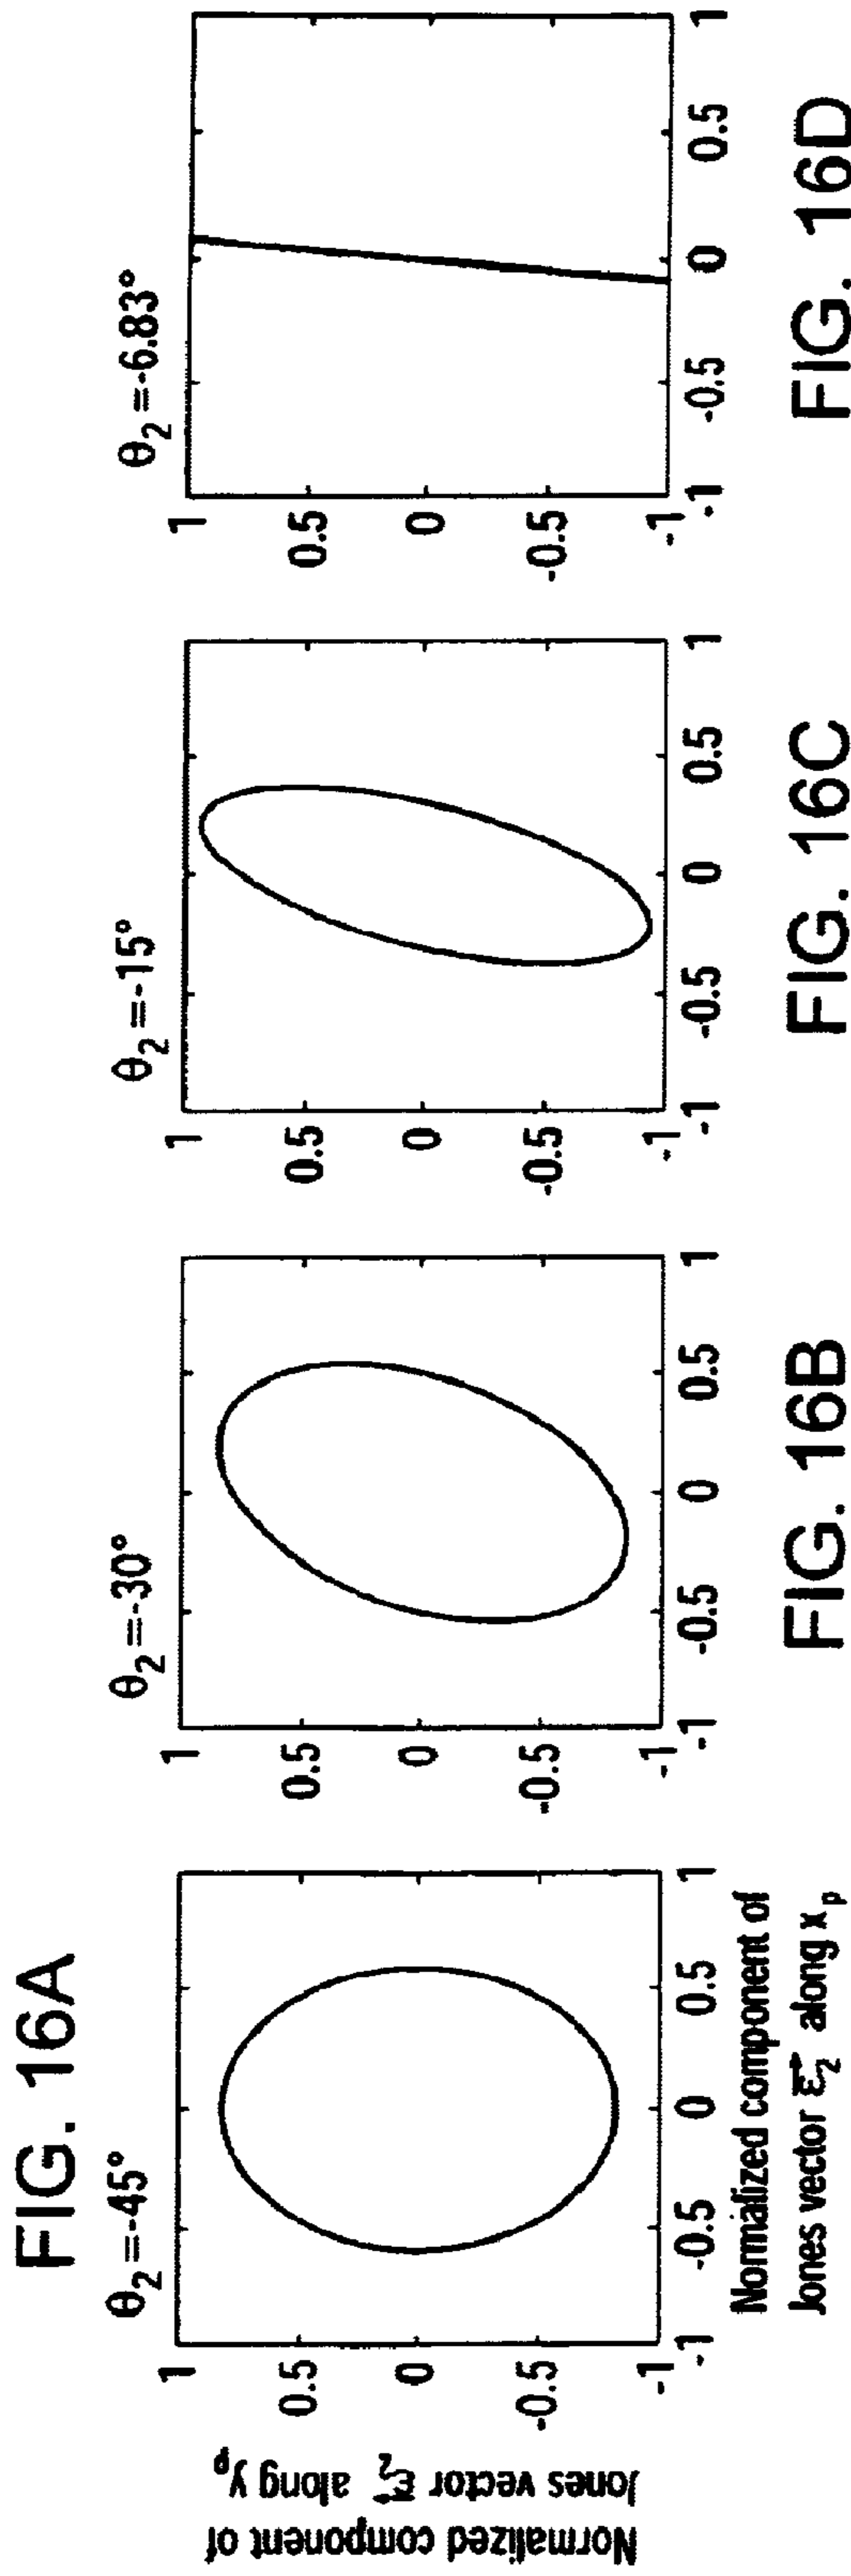 FIG. 16A
θ2=-45°
1
0.5
0
-0.5
-1
-1 -0.5 0 0.5 1
Normalized component of
Jones vector ε2 along yp
Normalized component of
Jones vector ε2 along xp
θ2=-30°
1
0.5
0
-0.5
-1
-1 -0.5 0 0.5 1
FIG. 16B
θ2=-15°
1
0.5
0
-0.5
-1
-1 -0.5 0 0.5 1
FIG. 16C
θ2=-6.83°
1
0.5
0
-0.5
-1
-1 -0.5 0 0.5 1
FIG. 16D